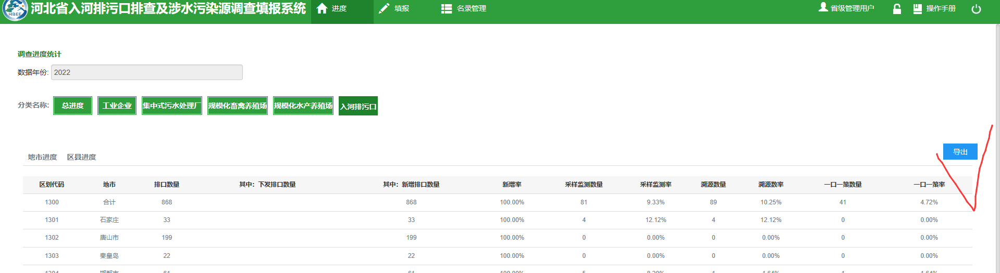 河北省入河排污口排查及涉水污染源调查填报系统 进度 填报 名录管理 省级管理用户 操作手册
HBEE
调查进度统计
数据年份: 2022
分类名称: 总进度 工业企业 集中式污水处理厂 规模化畜禽养殖场 规模化水产养殖场 入河排污口
导出
地市进度 区县进度
区划代码 地市 排口数量 其中：下发排口数量 其中：新增排口数量 新增率 采样监测数量 采样监测率 溯源数量 溯源数率 一口一策数量 一口一策率
1300 合计 868 868 100.00% 81 9.33% 89 10.25% 41 4.72%
1301 石家庄 33 33 100.00% 4 12.12% 4 12.12% 0 0.00%
1302 唐山市 199 199 100.00% 0 0.00% 0 0.00% 0 0.00%
1303 秦皇岛 22 22 100.00% 0 0.00% 0 0.00% 0 0.00%
1304 邯郸市 61 61 100.00% 5 8.20% 1 1.64% 1 1.64%